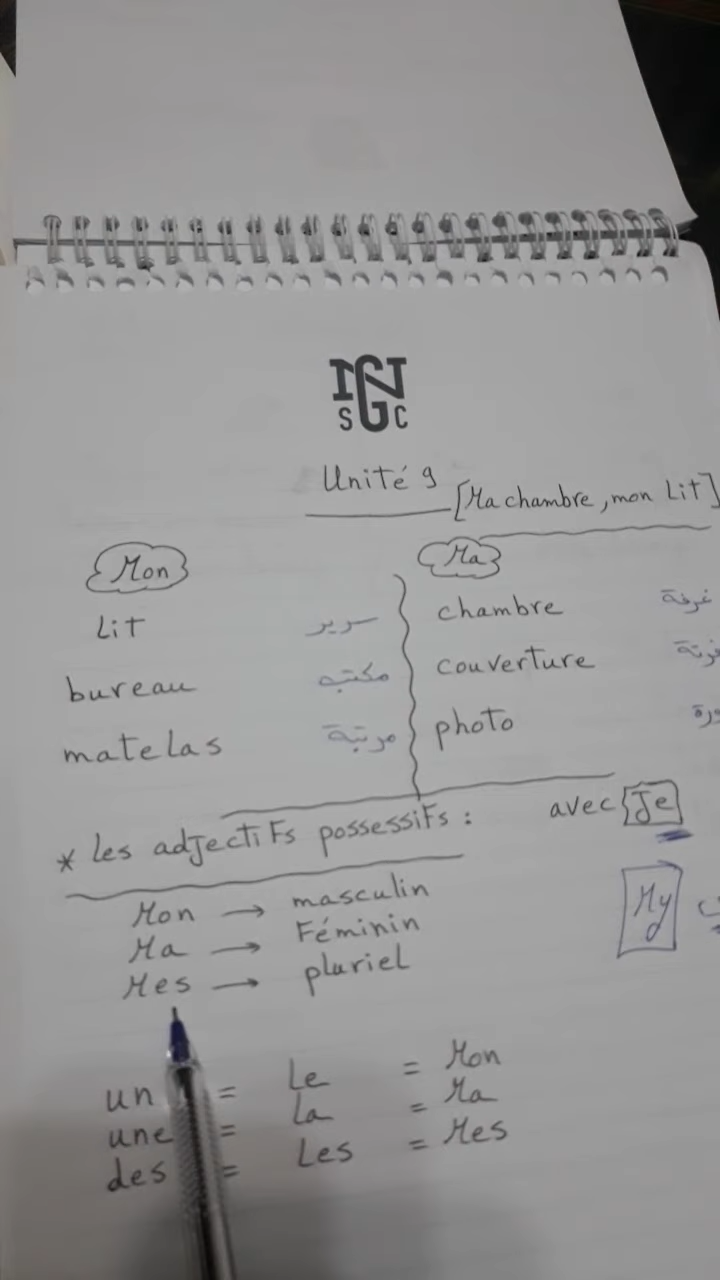 IGNT
S C
Unité 9 [Ma chambre, mon Lit]
Mon
Ma
Lit سرير
chambre غرفة
bureau مكتب
couverture
matelas مرتبة
photo
* Les adjectifs possessifs : avec Je
Mon → masculin
Ma → Féminin
Mes → pluriel
My
un = Le = Mon
une = la = Ma
des = Les = Mes